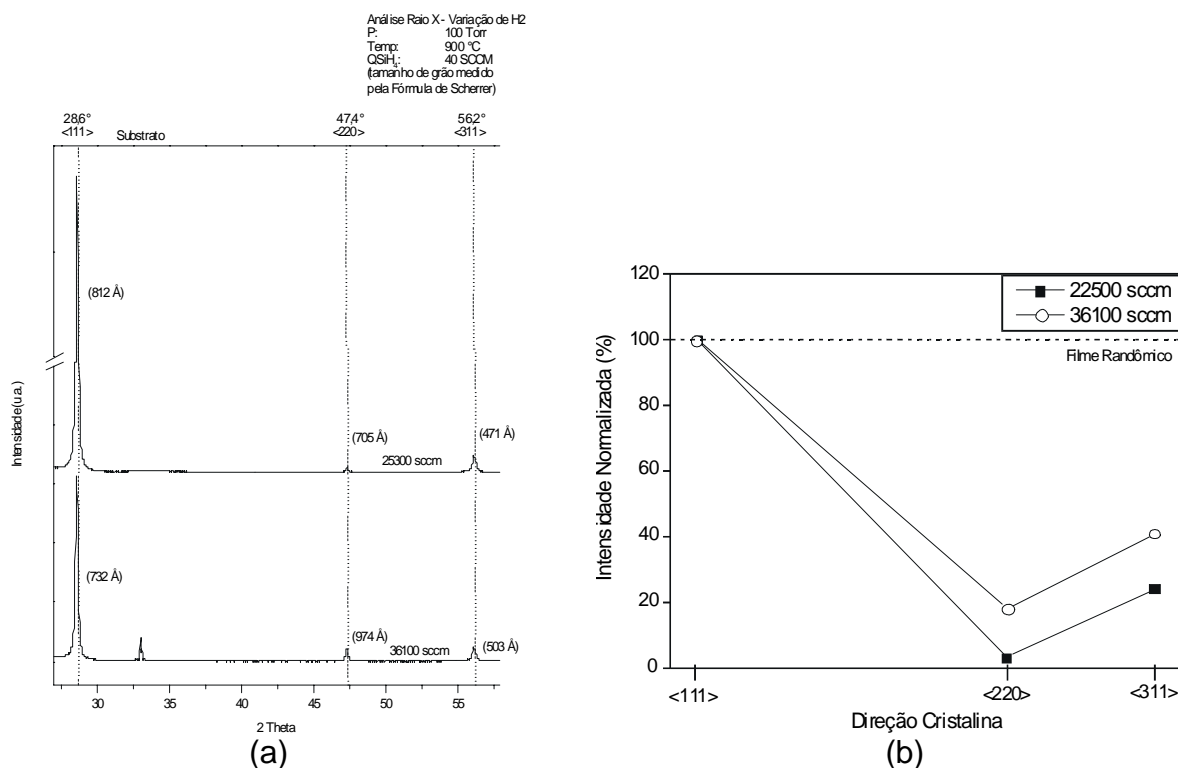 Análise Raio X - Variação de H2
P: 100 Torr
Temp: 900 °C
QSiH₄: 40 SCCM
(tamanho de grão medido
pela Fórmula de Scherrer)
28,6° 47,4° 56,2°
<111> Substrato <220> <311>
(812 Å)
(705 Å) (471 Å)
25300 sccm
(732 Å)
(974 Å) (503 Å)
36100 sccm
Intensidade (u.a.)
30 35 40 45 50 55
2 Theta
(a)
120
100
80
60
40
20
0
22500 sccm
36100 sccm
Filme Randômico
Intensidade Normalizada (%)
<111> <220> <311>
Direção Cristalina
(b)